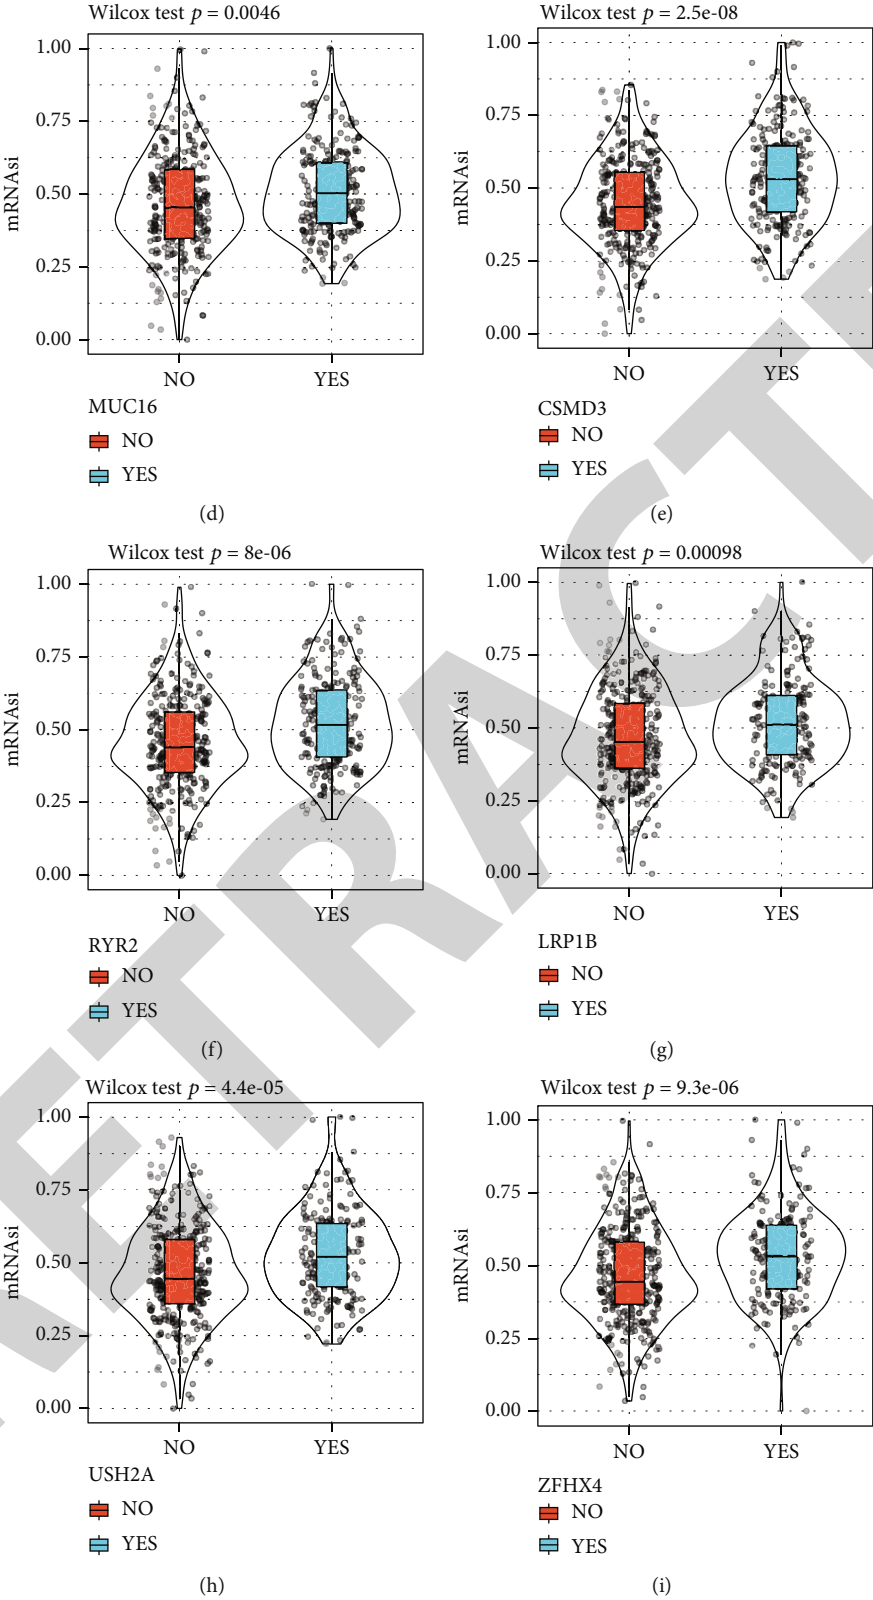 Wilcox test p = 0.0046
mRNAsi
1.00
0.75
0.50
0.25
0.00
NO YES
MUC16
NO
YES
(d)
Wilcox test p = 2.5e-08
mRNAsi
1.00
0.75
0.50
0.25
0.00
NO YES
CSMD3
NO
YES
(e)
Wilcox test p = 8e-06
mRNAsi
1.00
0.75
0.50
0.25
0.00
NO YES
RYR2
NO
YES
(f)
Wilcox test p = 0.00098
mRNAsi
1.00
0.75
0.50
0.25
0.00
NO YES
LRP1B
NO
YES
(g)
Wilcox test p = 4.4e-05
mRNAsi
1.00
0.75
0.50
0.25
0.00
NO YES
USH2A
NO
YES
(h)
Wilcox test p = 9.3e-06
mRNAsi
1.00
0.75
0.50
0.25
0.00
NO YES
ZFHX4
NO
YES
(i)
RETRACTE